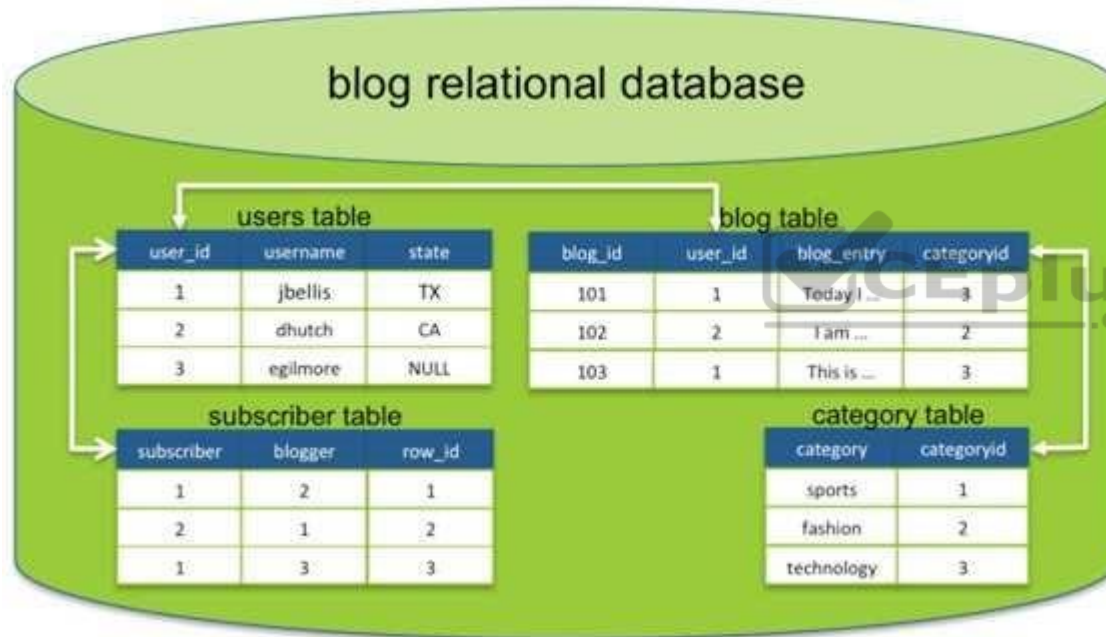 blog relational database
users table
user_id username state
1 jbellis TX
2 dhutch CA
3 egilmore NULL
blog table
blog_id user_id blog_entry categoryid
101 1 Today I ... 3
102 2 I am ... 2
103 1 This is ... 3
subscriber table
subscriber blogger row_id
1 2 1
2 1 2
1 3 3
category table
category categoryid
sports 1
fashion 2
technology 3